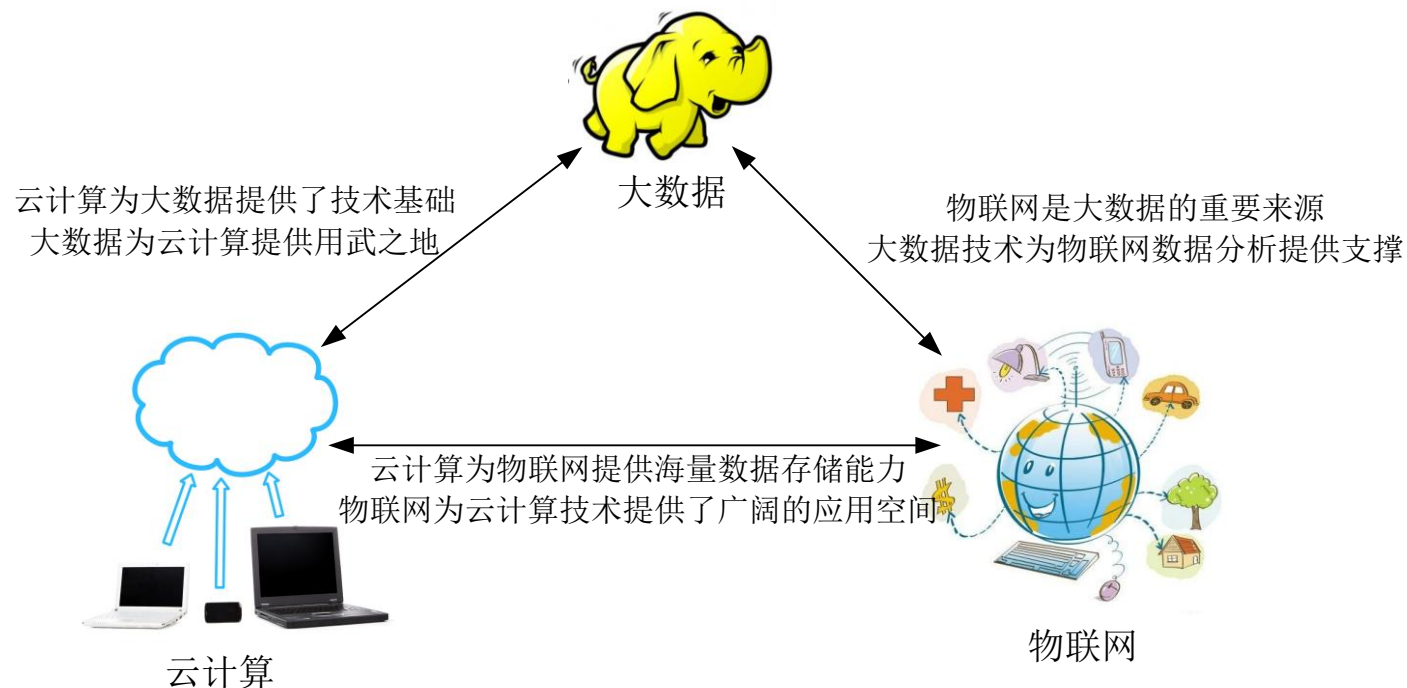 大数据
云计算为大数据提供了技术基础
大数据为云计算提供用武之地
物联网是大数据的重要来源
大数据技术为物联网数据分析提供支撑
云计算为物联网提供海量数据存储能力
物联网为云计算技术提供了广阔的应用空间
云计算
物联网